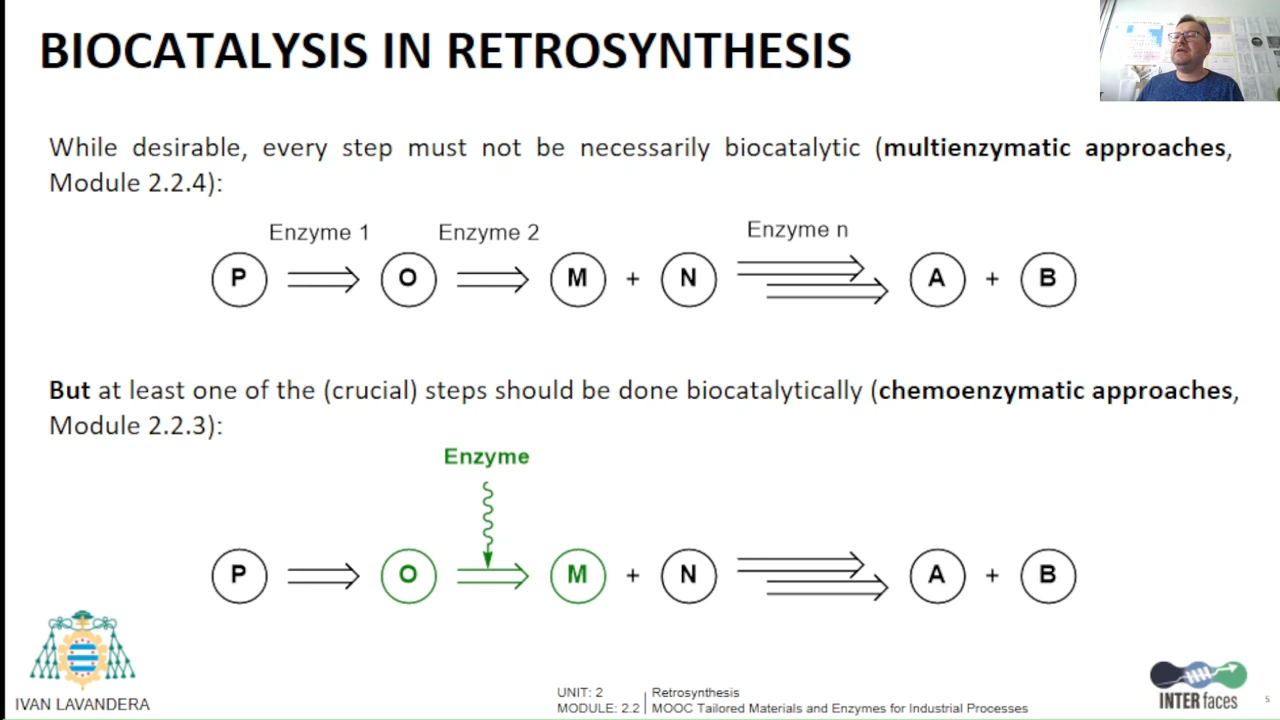 BIOCATALYSIS IN RETROSYNTHESIS
While desirable, every step must not be necessarily biocatalytic (multienzymatic approaches,
Module 2.2.4):
Enzyme 1 Enzyme 2 Enzyme n
P O M + N A + B
But at least one of the (crucial) steps should be done biocatalytically (chemoenzymatic approaches,
Module 2.2.3):
Enzyme
P O M + N A + B
IVAN LAVANDERA
UNIT: 2 Retrosynthesis
MODULE: 2.2 MOOC Tailored Materials and Enzymes for Industrial Processes
INTERfaces
5